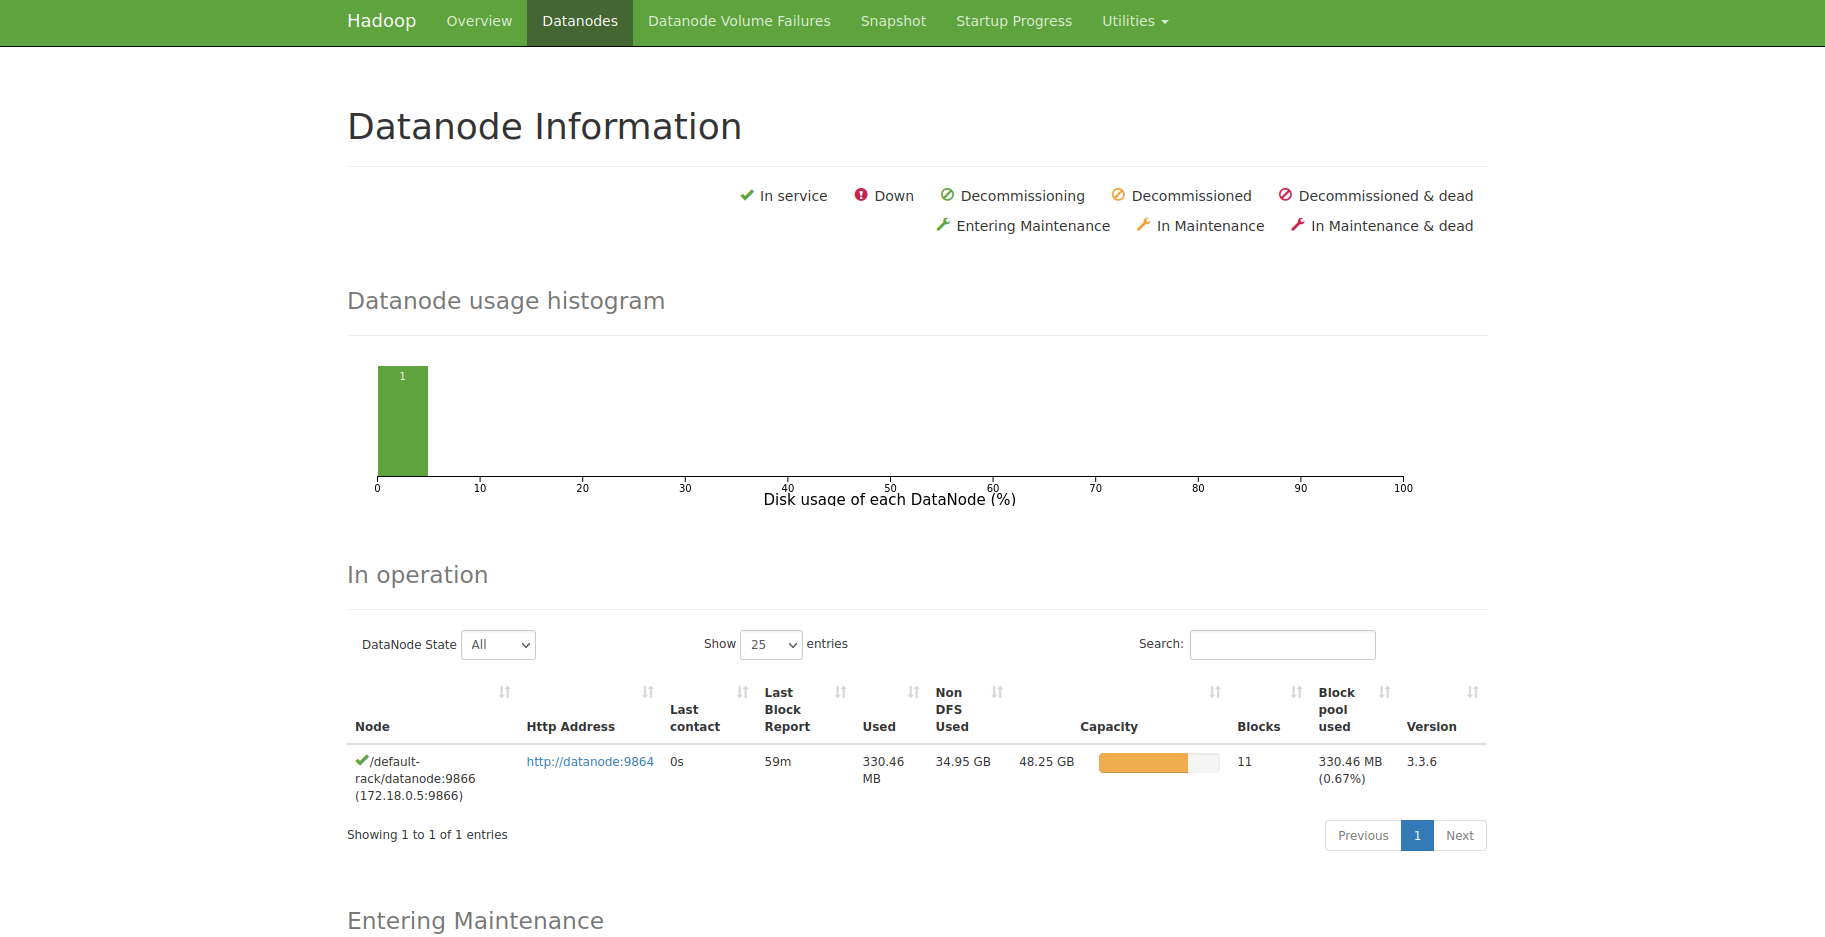 Hadoop Overview Datanodes Datanode Volume Failures Snapshot Startup Progress Utilities
Datanode Information
In service Down Decommissioning Decommissioned Decommissioned & dead
Entering Maintenance In Maintenance In Maintenance & dead
Datanode usage histogram
1
0 10 20 30 40 50 60 70 80 90 100
Disk usage of each DataNode (%)
In operation
DataNode State All Show 25 entries Search:
Last Non Block
Last Block DFS pool
Node Http Address contact Report Used Used Capacity Blocks used Version
/default- http://datanode:9864 0s 59m 330.46 34.95 GB 48.25 GB 11 330.46 MB 3.3.6
rack/datanode:9866 MB (0.67%)
(172.18.0.5:9866)
Showing 1 to 1 of 1 entries Previous 1 Next
Entering Maintenance